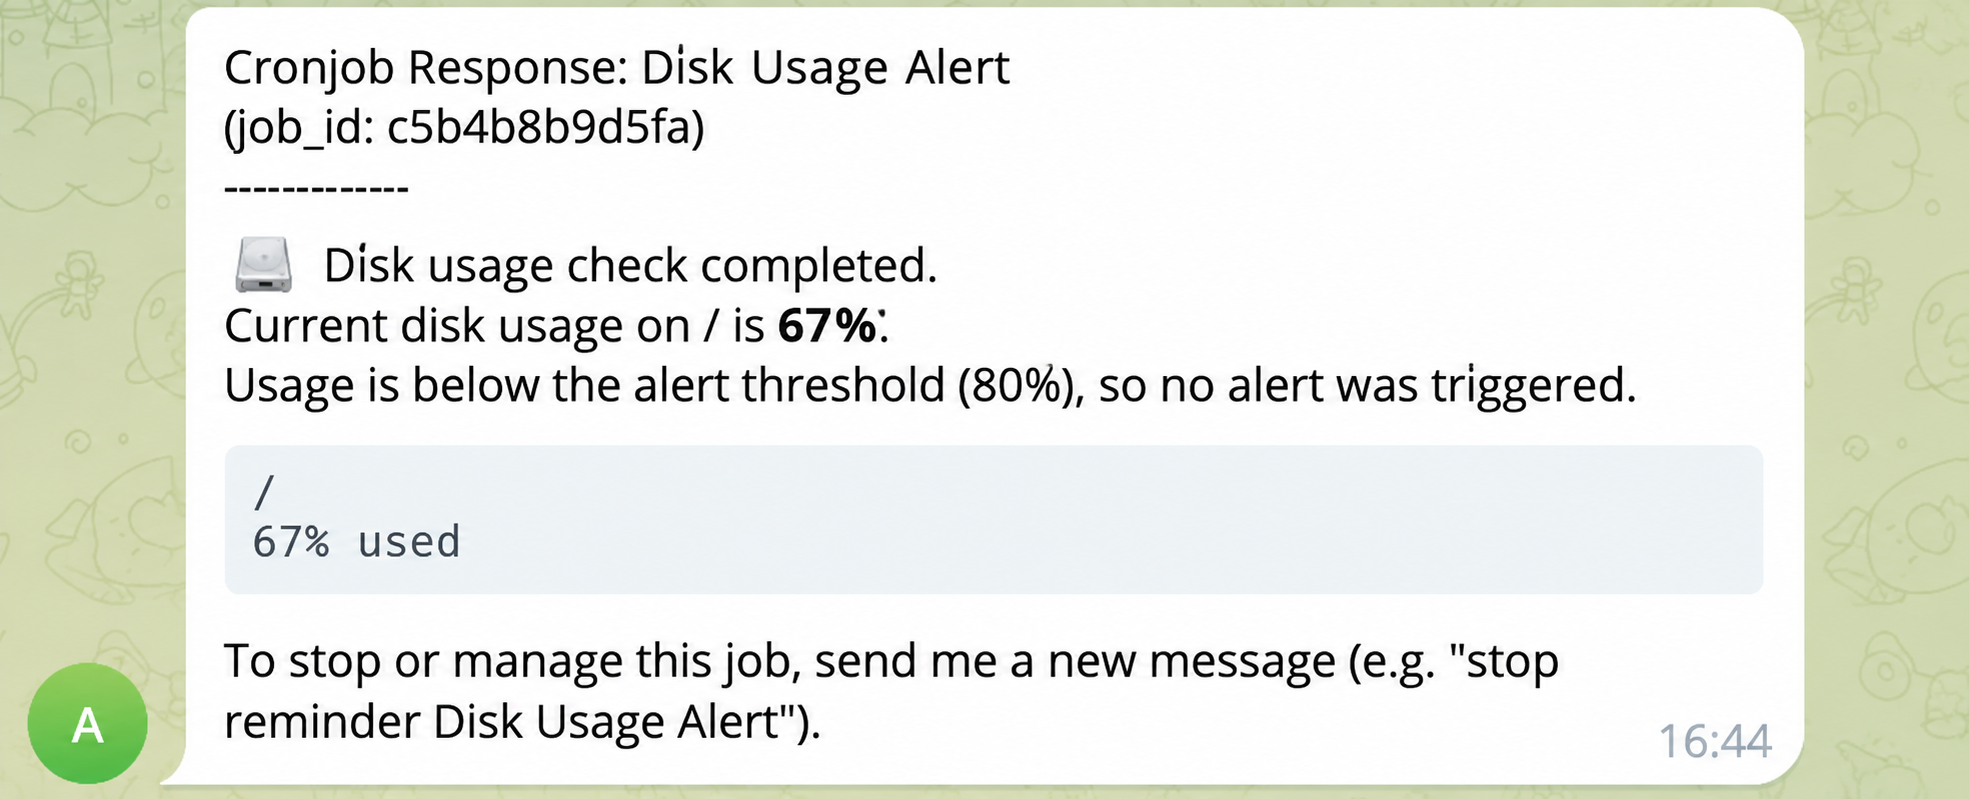 Cronjob Response: Disk Usage Alert
(job_id: c5b4b8b9d5fa)
-------------
Disk usage check completed.
Current disk usage on / is 67%.
Usage is below the alert threshold (80%), so no alert was triggered.
/
67% used
To stop or manage this job, send me a new message (e.g. "stop
reminder Disk Usage Alert").
16:44
A